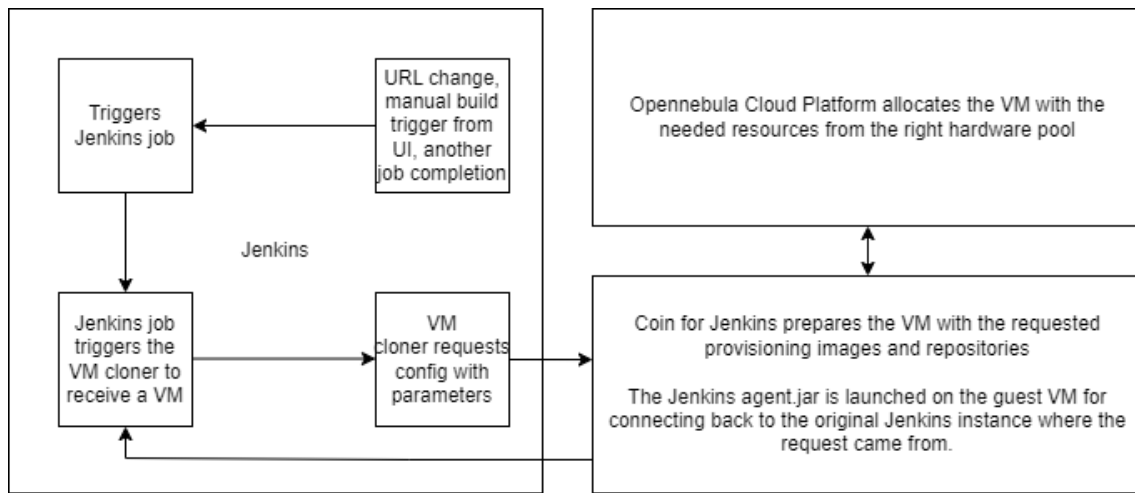 Triggers
Jenkins job
URL change,
manual build
trigger from
UI, another
job completion
Opennebula Cloud Platform allocates the VM with the
needed resources from the right hardware pool
Jenkins
Jenkins job
triggers the
VM cloner to
receive a VM
VM
cloner requests
config with
parameters
Coin for Jenkins prepares the VM with the requested
provisioning images and repositories
The Jenkins agent.jar is launched on the guest VM for
connecting back to the original Jenkins instance where the
request came from.